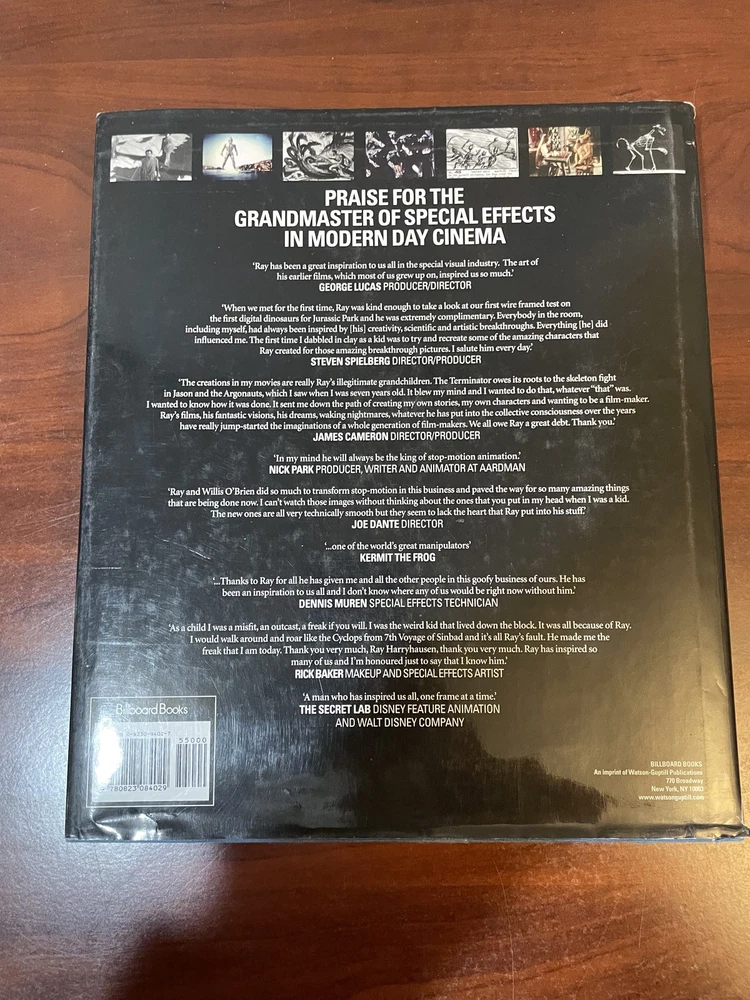 PRAISE FOR THE
GRANDMASTER OF SPECIAL EFFECTS
IN MODERN DAY CINEMA
'Ray has been a great inspiration to us all in the special visual industry. The art of
his earlier films, which most of us grew up on, inspired us so much.'
GEORGE LUCAS PRODUCER/DIRECTOR
'When we met for the first time, Ray was kind enough to take a look at our first wire framed test on
the first digital dinosaurs for Jurassic Park and he was extremely complimentary. Everybody in the room,
including myself, had always been inspired by [his] creativity, scientific and artistic breakthroughs. Everything [he] did
influenced me. The first time I dabbled in clay as a kid was to try and recreate some of the amazing characters that
Ray created for those amazing breakthrough pictures. I salute him every day.'
STEVEN SPIELBERG DIRECTOR/PRODUCER
'The creations in my movies are really Ray's illegitimate grandchildren. The Terminator owes its roots to the skeleton fight
in Jason and the Argonauts, which I saw when I was seven years old. It blew my mind and I wanted to do that, whatever "that" was.
I wanted to know how it was done. It sent me down the path of creating my own stories, my own characters and wanting to be a film-maker.
Ray's films, his fantastic visions, his dreams, waking nightmares, whatever he has put into the collective consciousness over the years
have really jump-started the imaginations of a whole generation of film-makers. We all owe Ray a great debt. Thank you.'
JAMES CAMERON DIRECTOR/PRODUCER
'In my mind he will always be the king of stop-motion animation.'
NICK PARK PRODUCER, WRITER AND ANIMATOR AT AARDMAN
'Ray and Willis O'Brien did so much to transform stop-motion in this business and paved the way for so many amazing things
that are being done now. I can't watch those images without thinking about the ones that you put in my head when I was a kid.
The new ones are all very technically smooth but they seem to lack the heart that Ray put into his stuff.'
JOE DANTE DIRECTOR
'...one of the world's great manipulators'
KERMIT THE FROG
'...Thanks to Ray for all he has given me and all the other people in this goofy business of ours. He has
been an inspiration to us all and I don't know where any of us would be right now without him.'
DENNIS MUREN SPECIAL EFFECTS TECHNICIAN
'As a child I was a misfit, an outcast, a freak if you will. I was the weird kid that lived down the block. It was all because of Ray.
I would walk around and roar like the Cyclops from 7th Voyage of Sinbad and it's all Ray's fault. He made me the
freak that I am today. Thank you very much, Ray Harryhausen, thank you very much. Ray has inspired so
many of us and I'm honoured just to say that I know him.'
RICK BAKER MAKEUP AND SPECIAL EFFECTS ARTIST
'A man who has inspired us all, one frame at a time.'
THE SECRET LAB DISNEY FEATURE ANIMATION
AND WALT DISNEY COMPANY
Billboard Books
55000
780823 084029
BILLBOARD BOOKS
An imprint of Watson-Guptill Publications
770 Broadway
New York, NY 10003
www.watsonguptill.com